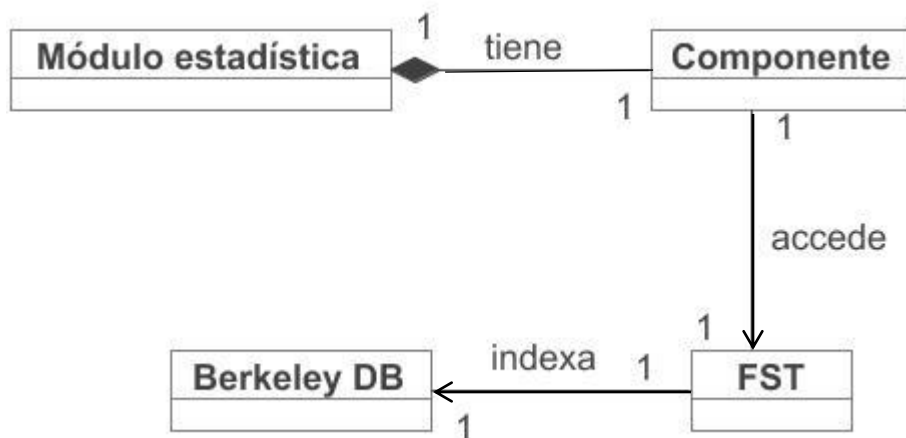 1
Módulo estadística
tiene
Componente
1
1
accede
1
indexa
1
Berkeley DB
FST
1